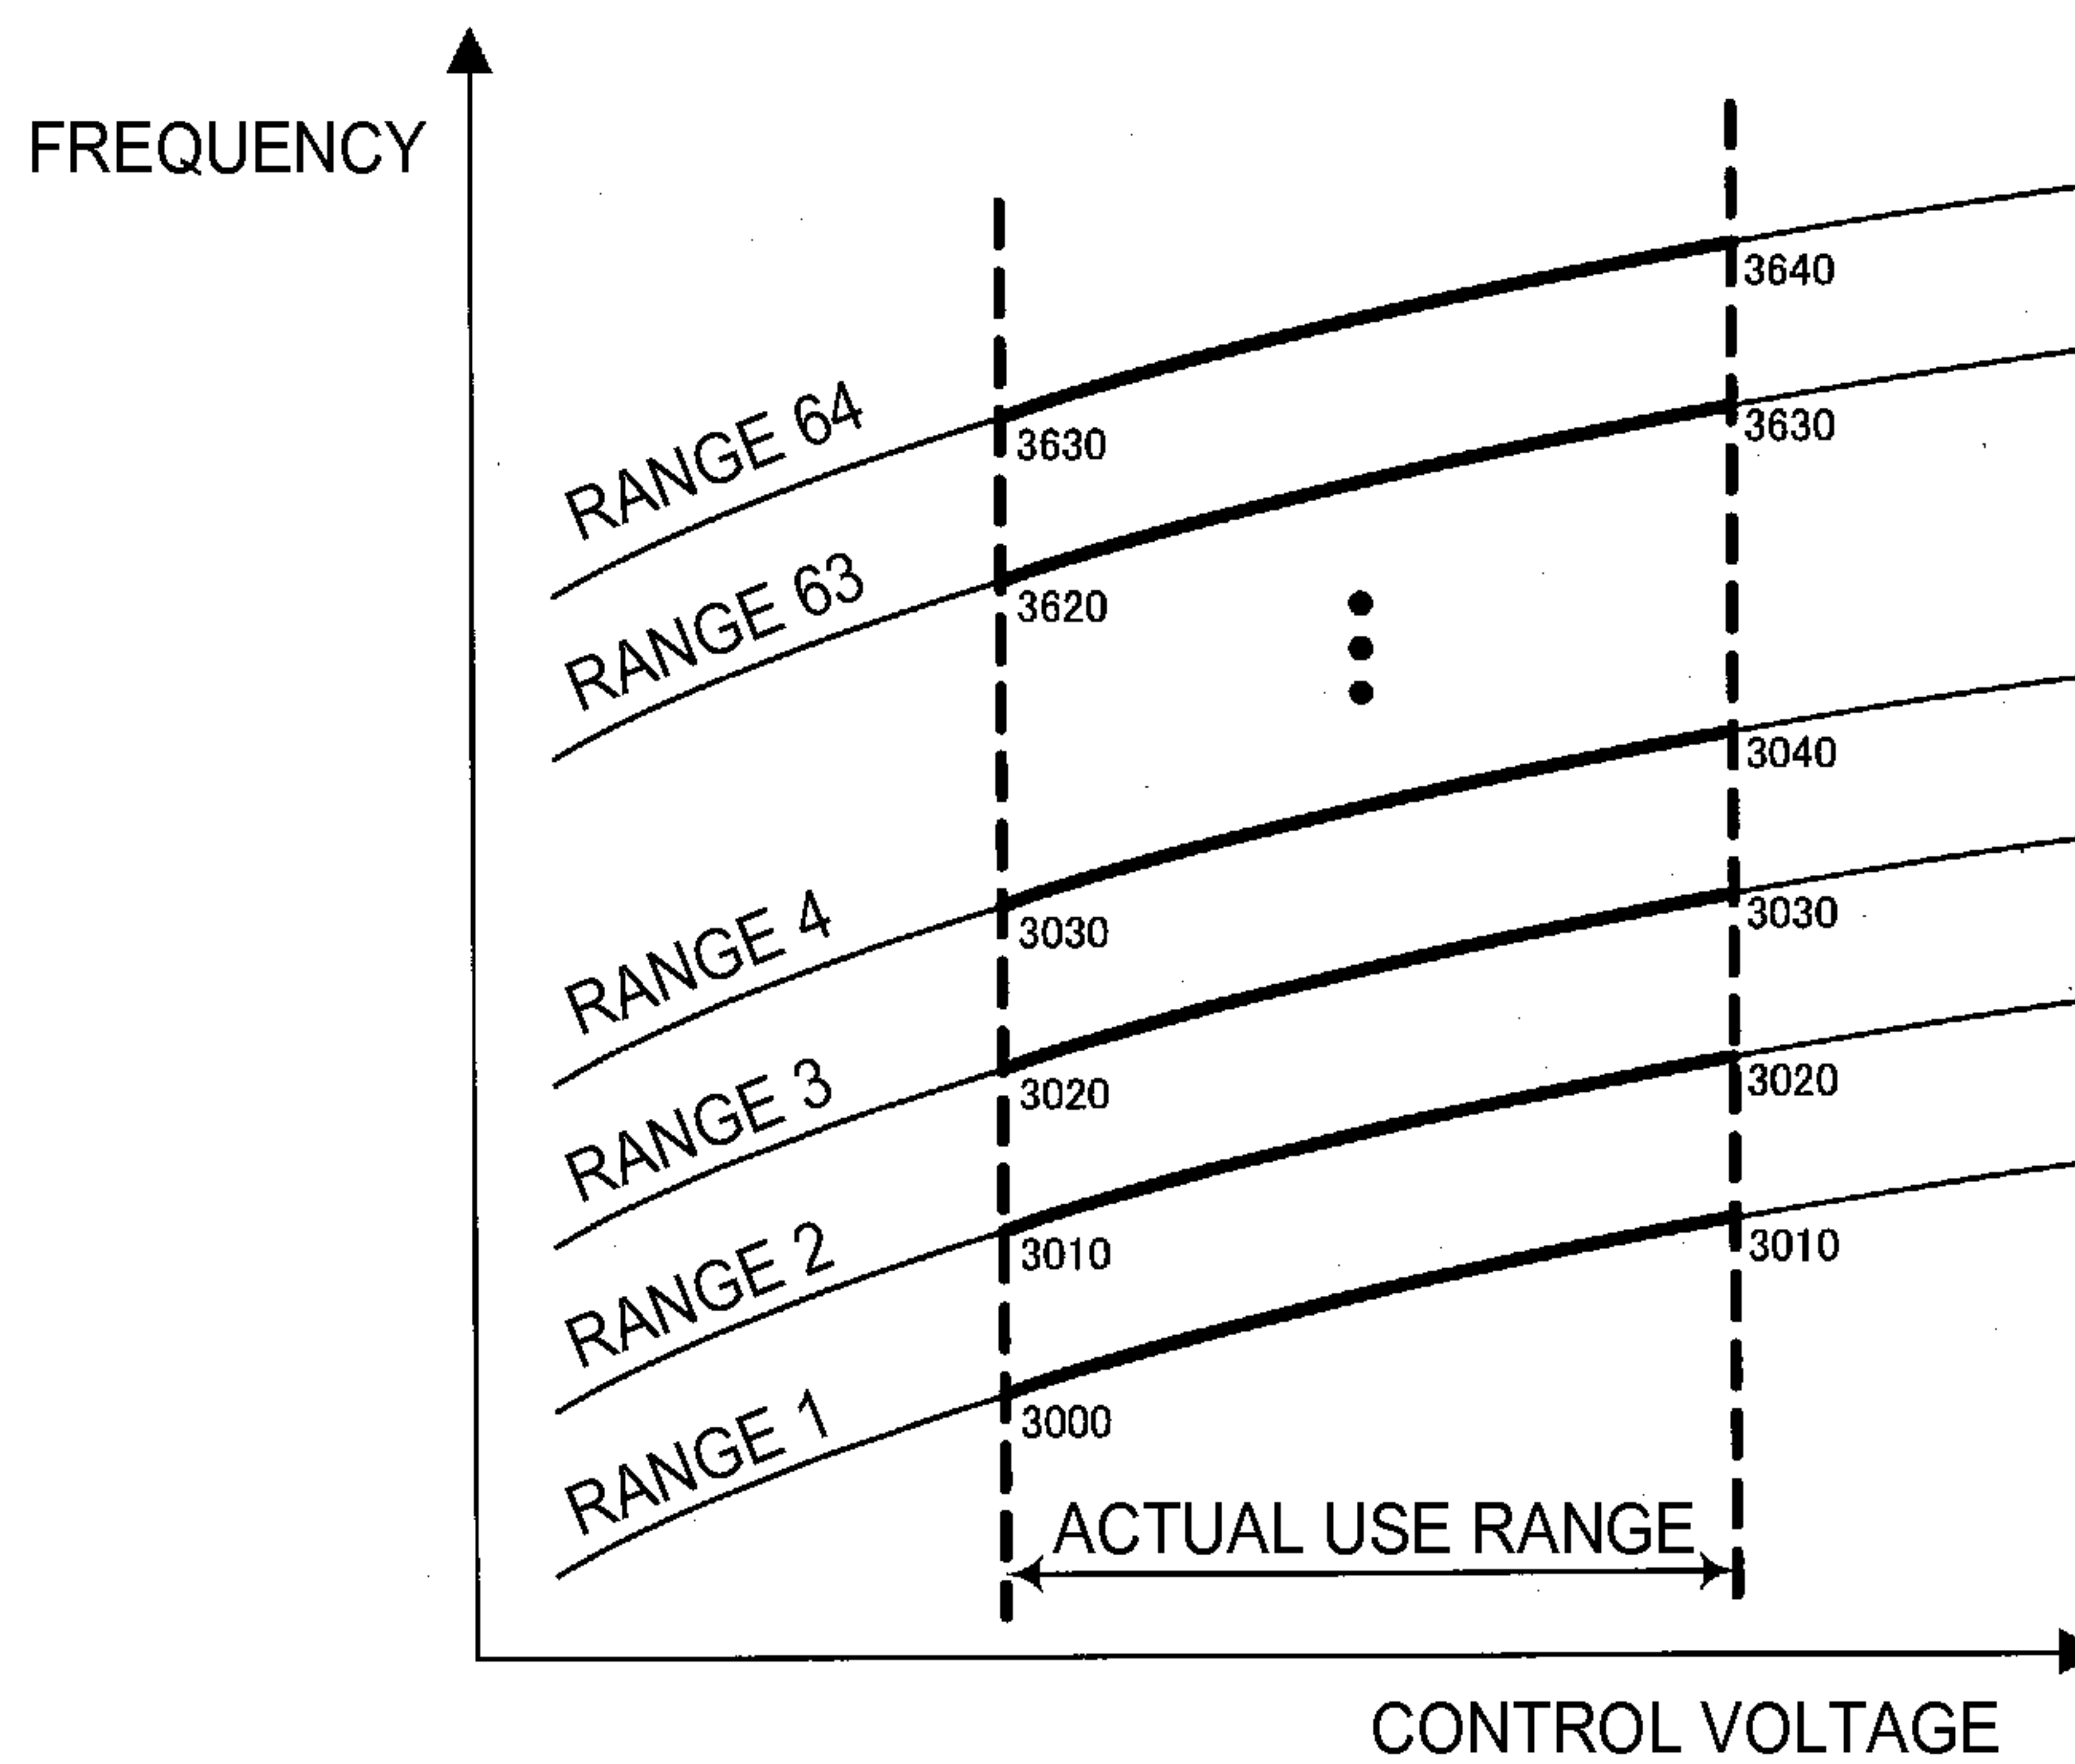 FREQUENCY
3640
RANGE 64
3630
3630
RANGE 63
3620
3040
RANGE 4
3030
3030
RANGE 3
3020
3020
RANGE 2
3010
3010
RANGE 1
3000
ACTUAL USE RANGE
CONTROL VOLTAGE